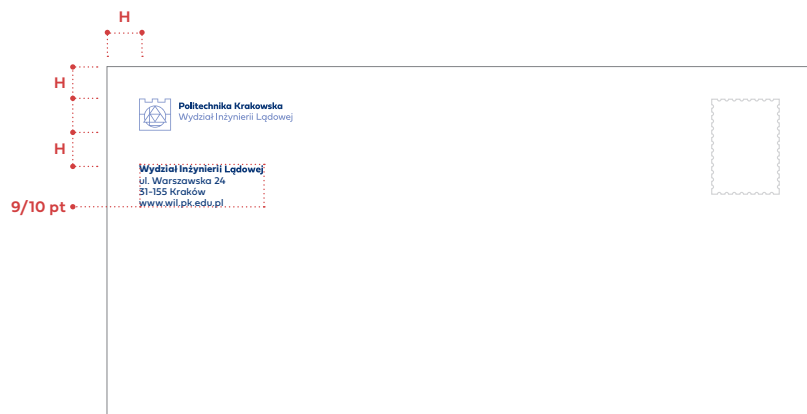 H
H
Politechnika Krakowska
Wydział Inżynierii Lądowej
H
Wydział Inżynierii Lądowej
ul. Warszawska 24
31-155 Kraków
www.wil.pk.edu.pl
9/10 pt